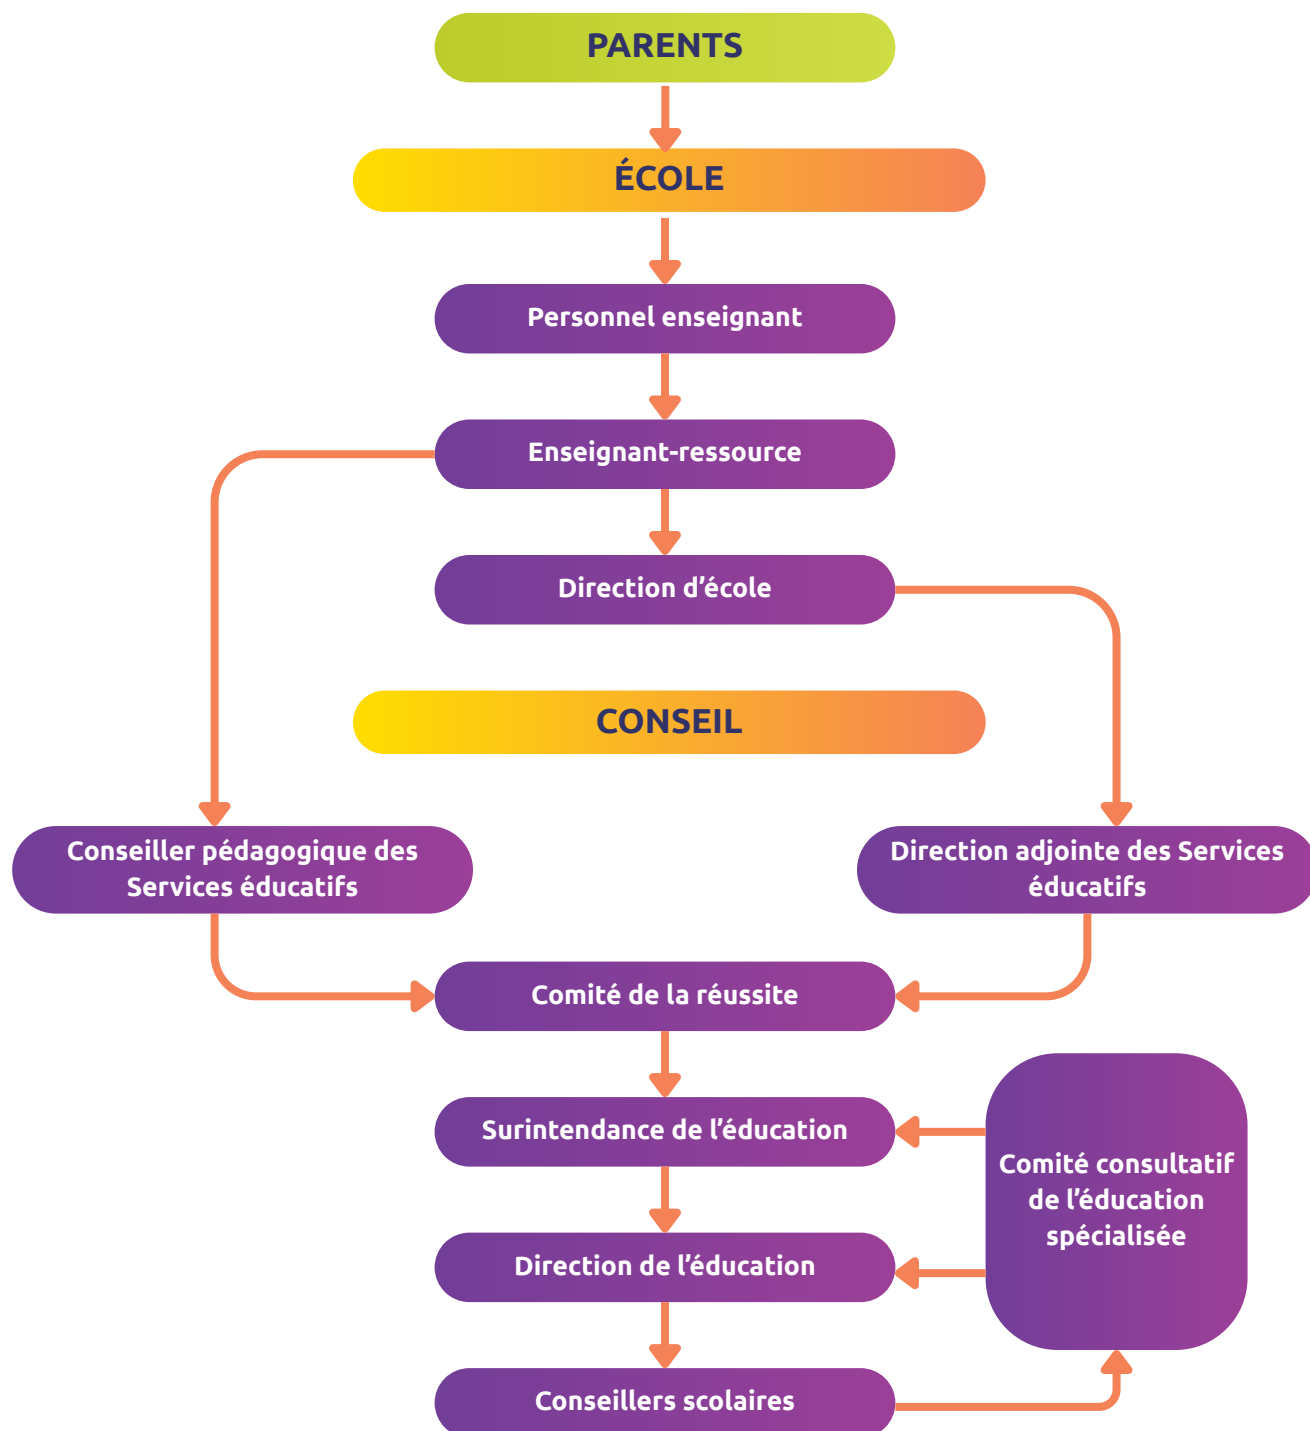 PARENTS
ÉCOLE
Personnel enseignant
Enseignant-ressource
Direction d’école
CONSEIL
Conseiller pédagogique des
Services éducatifs
Direction adjointe des Services
éducatifs
Comité de la réussite
Surintendance de l’éducation
Comité consultatif
de l’éducation
spécialisée
Direction de l’éducation
Conseillers scolaires